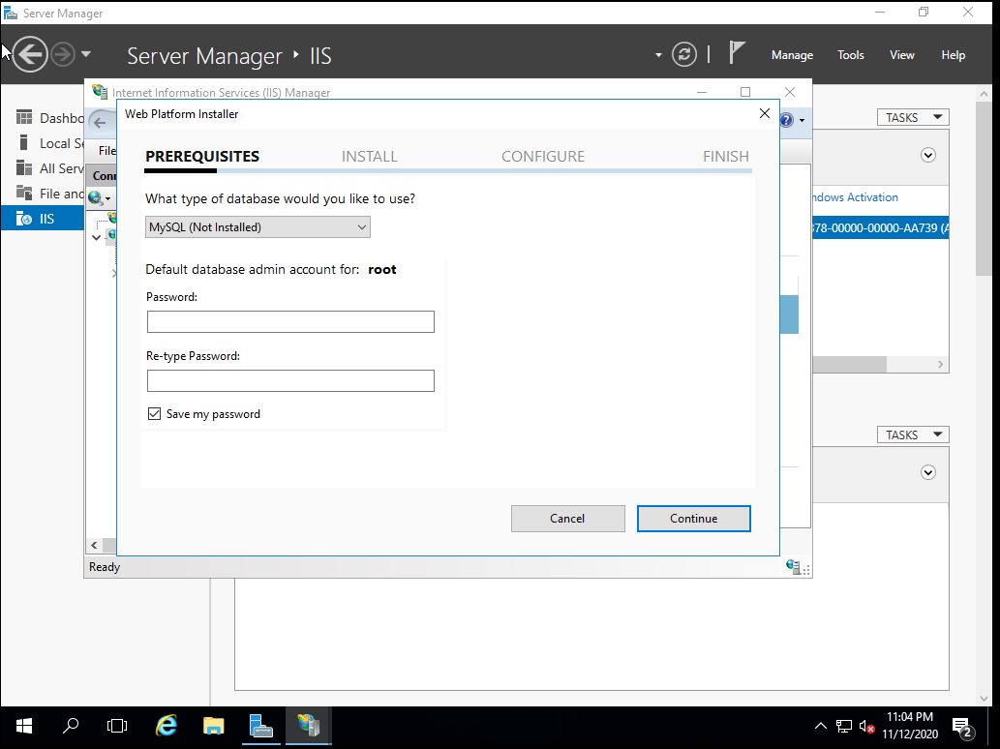 Server Manager
Server Manager IIS
Manage Tools View Help
Internet Information Services (IIS) Manager
Web Platform Installer
Dashbo
Local Se
All Serv
File and
IIS
File
Conn
PREREQUISITES INSTALL CONFIGURE FINISH
What type of database would you like to use?
MySQL (Not Installed)
Default database admin account for: root
Password:
Re-type Password:
Save my password
Cancel Continue
Ready
TASKS
ndows Activation
378-00000-00000-AA739 (A
TASKS
11:04 PM
11/12/2020
2